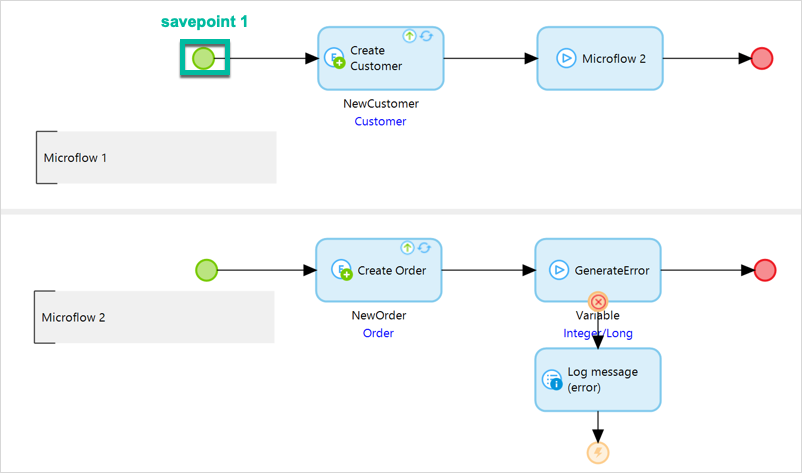 savepoint 1
Create
Customer
Microflow 2
NewCustomer
Customer
Microflow 1
Create Order
GenerateError
NewOrder
Order
Variable
Integer/Long
Microflow 2
Log message
(error)